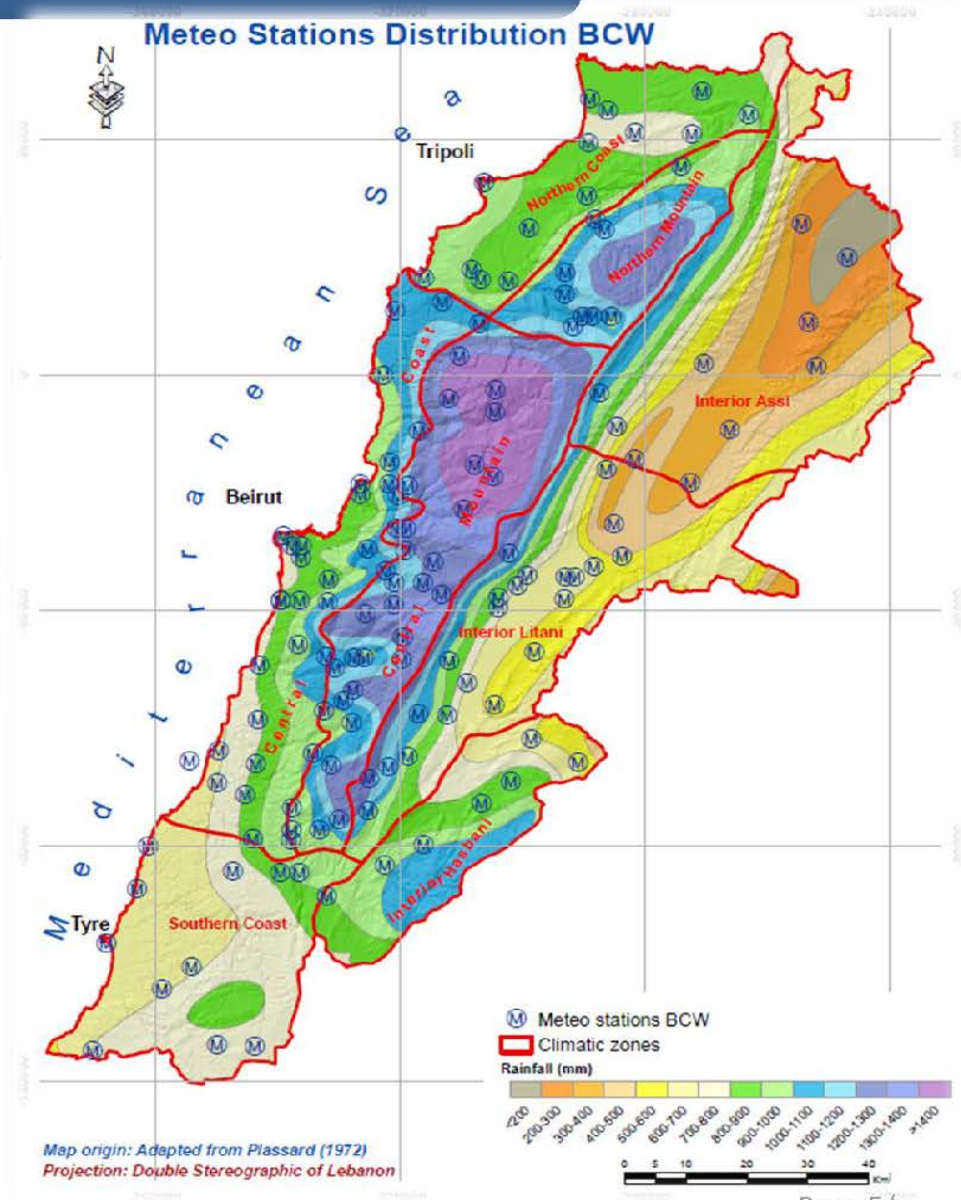 Meteo Stations Distribution BCW
N
Mediterranean Sea
Tripoli
Northern Coast
Northern Mountain
Coast
Interior Assi
Mountain
Beirut
Interior Litani
Central
Central
Interior Hasbani
Tyre
Southern Coast
M Meteo stations BCW
Climatic zones
Rainfall (mm)
<200 200-300 300-400 400-500 500-600 600-700 700-800 800-900 900-1000 1000-1100 1100-1200 1200-1300 1300-1400 >1400
Map origin: Adapted from Plassard (1972)
Projection: Double Stereographic of Lebanon
0 5 10 20 30 40
Km